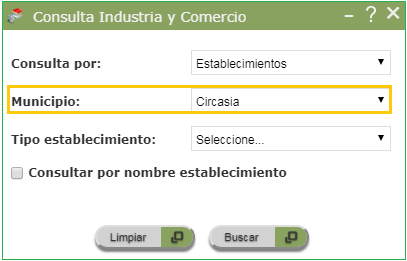 Consulta Industria y Comercio – ? ✕
Consulta por: Establecimientos
Municipio: Circasia
Tipo establecimiento: Seleccione...
Consultar por nombre establecimiento
Limpiar Buscar